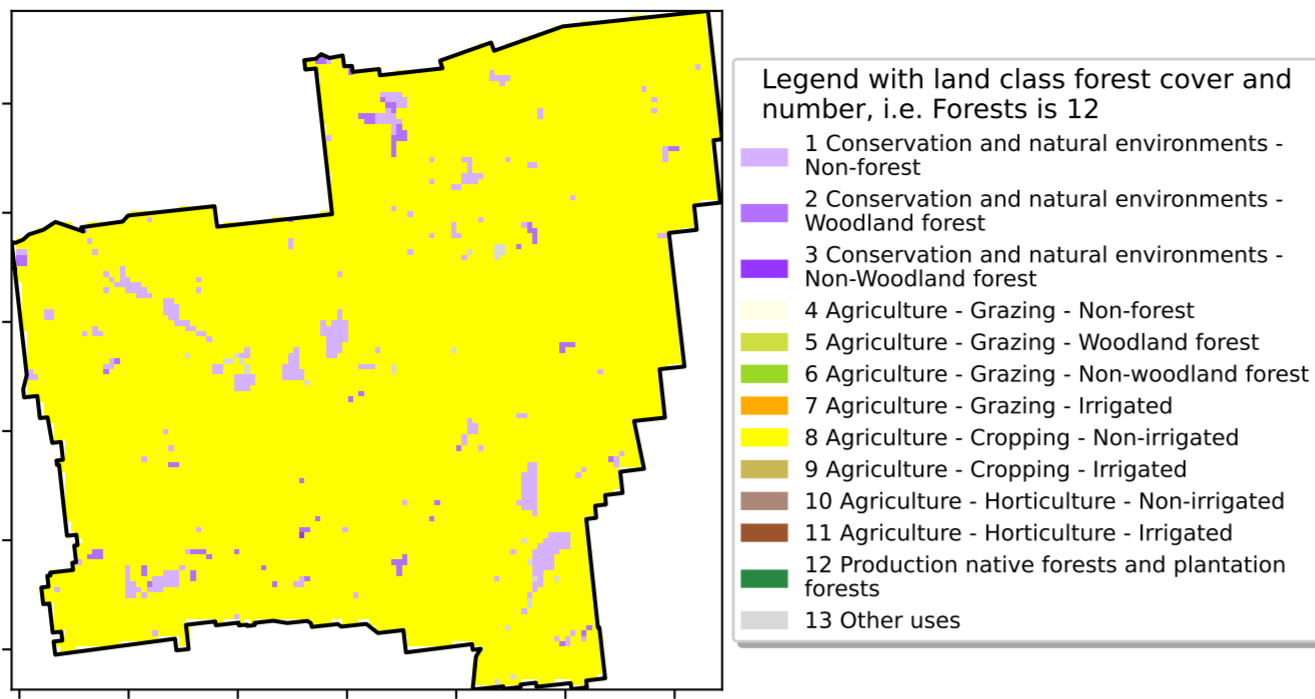 Legend with land class forest cover and
number, i.e. Forests is 12
1 Conservation and natural environments -
Non-forest
2 Conservation and natural environments -
Woodland forest
3 Conservation and natural environments -
Non-Woodland forest
4 Agriculture - Grazing - Non-forest
5 Agriculture - Grazing - Woodland forest
6 Agriculture - Grazing - Non-woodland forest
7 Agriculture - Grazing - Irrigated
8 Agriculture - Cropping - Non-irrigated
9 Agriculture - Cropping - Irrigated
10 Agriculture - Horticulture - Non-irrigated
11 Agriculture - Horticulture - Irrigated
12 Production native forests and plantation
forests
13 Other uses